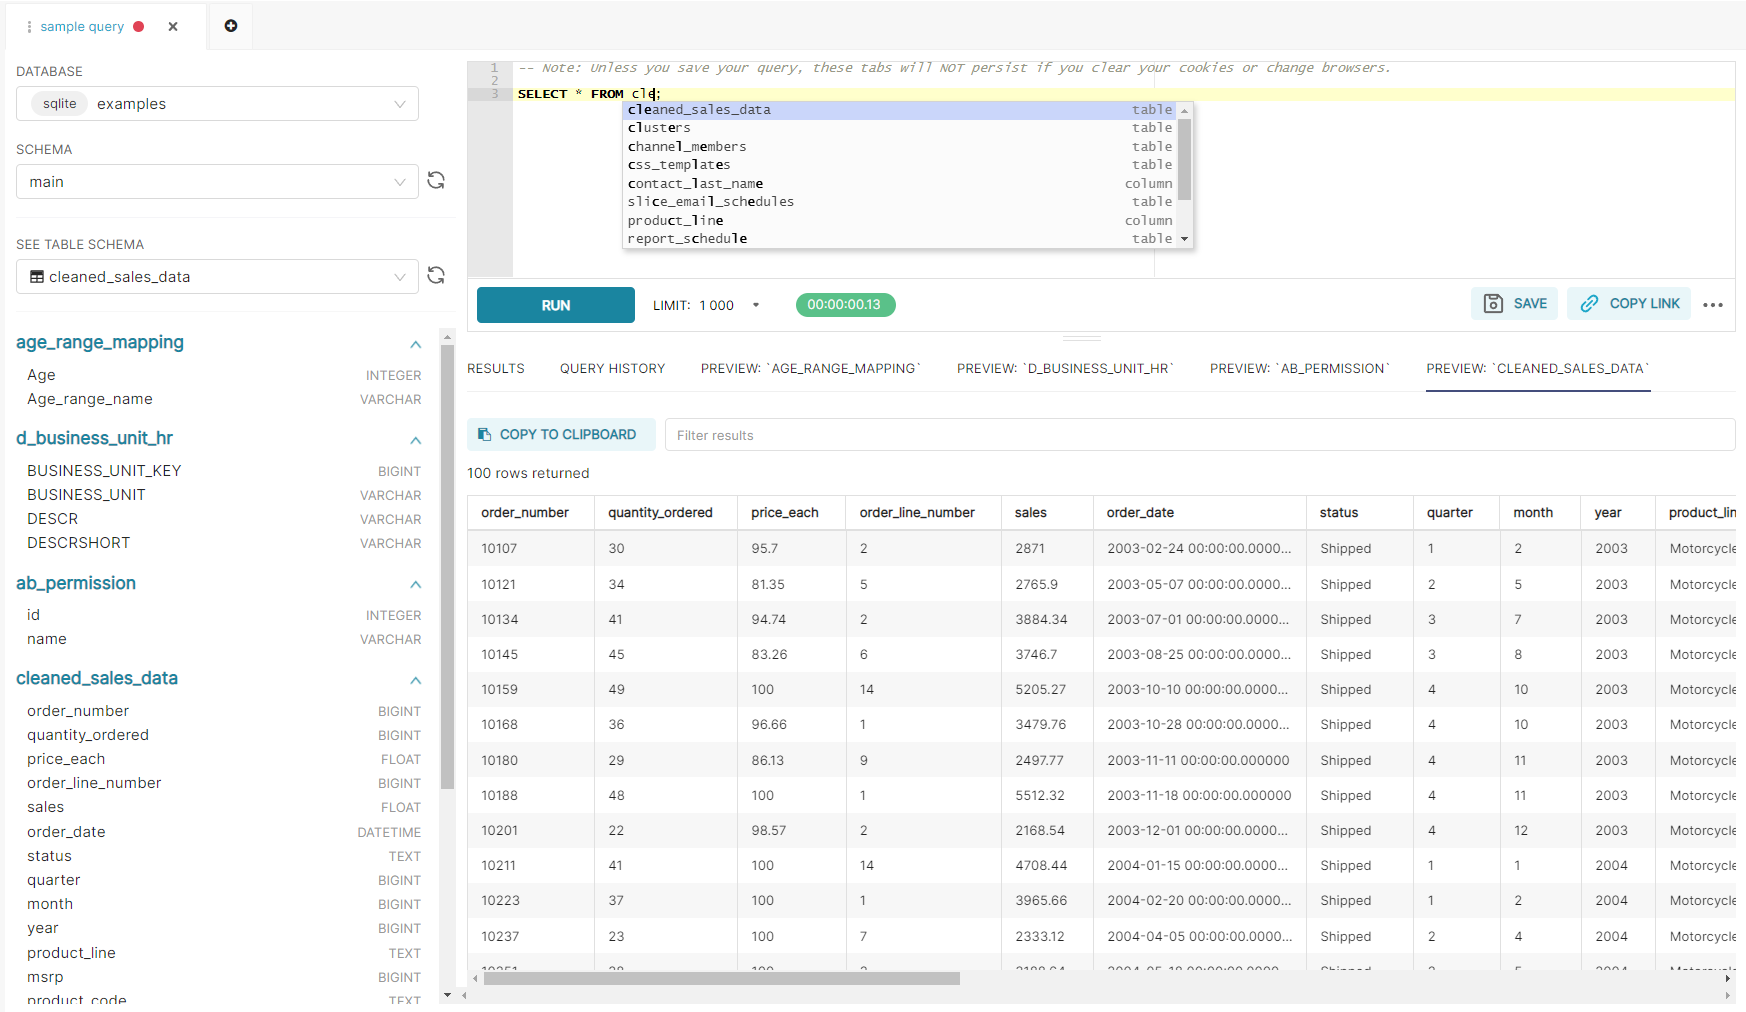 sample query
DATABASE
sqlite examples
SCHEMA
main
SEE TABLE SCHEMA
cleaned_sales_data
age_range_mapping
Age INTEGER
Age_range_name VARCHAR
d_business_unit_hr
BUSINESS_UNIT_KEY BIGINT
BUSINESS_UNIT VARCHAR
DESCR VARCHAR
DESCRSHORT VARCHAR
ab_permission
id INTEGER
name VARCHAR
cleaned_sales_data
order_number BIGINT
quantity_ordered BIGINT
price_each FLOAT
order_line_number BIGINT
sales FLOAT
order_date DATETIME
status TEXT
quarter BIGINT
month BIGINT
year BIGINT
product_line TEXT
msrp BIGINT
product_code TEXT
1 -- Note: Unless you save your query, these tabs will NOT persist if you clear your cookies or change browsers.
2
3 SELECT * FROM cle;
cleaned_sales_data table
clusters table
channel_members table
css_templates table
contact_last_name column
slice_email_schedules table
product_line column
report_schedule table
RUN LIMIT: 1 000 00:00:00.13 SAVE COPY LINK
RESULTS QUERY HISTORY PREVIEW: `AGE_RANGE_MAPPING` PREVIEW: `D_BUSINESS_UNIT_HR` PREVIEW: `AB_PERMISSION` PREVIEW: `CLEANED_SALES_DATA`
COPY TO CLIPBOARD Filter results
100 rows returned
order_number quantity_ordered price_each order_line_number sales order_date status quarter month year product_lin
10107 30 95.7 2 2871 2003-02-24 00:00:00.0000... Shipped 1 2 2003 Motorcycle
10121 34 81.35 5 2765.9 2003-05-07 00:00:00.0000... Shipped 2 5 2003 Motorcycle
10134 41 94.74 2 3884.34 2003-07-01 00:00:00.0000... Shipped 3 7 2003 Motorcycle
10145 45 83.26 6 3746.7 2003-08-25 00:00:00.0000... Shipped 3 8 2003 Motorcycle
10159 49 100 14 5205.27 2003-10-10 00:00:00.0000... Shipped 4 10 2003 Motorcycle
10168 36 96.66 1 3479.76 2003-10-28 00:00:00.0000... Shipped 4 10 2003 Motorcycle
10180 29 86.13 9 2497.77 2003-11-11 00:00:00.000000 Shipped 4 11 2003 Motorcycle
10188 48 100 1 5512.32 2003-11-18 00:00:00.000000 Shipped 4 11 2003 Motorcycle
10201 22 98.57 2 2168.54 2003-12-01 00:00:00.0000... Shipped 4 12 2003 Motorcycle
10211 41 100 14 4708.44 2004-01-15 00:00:00.0000... Shipped 1 1 2004 Motorcycle
10223 37 100 1 3965.66 2004-02-20 00:00:00.0000... Shipped 1 2 2004 Motorcycle
10237 23 100 7 2333.12 2004-04-05 00:00:00.0000... Shipped 2 4 2004 Motorcycle